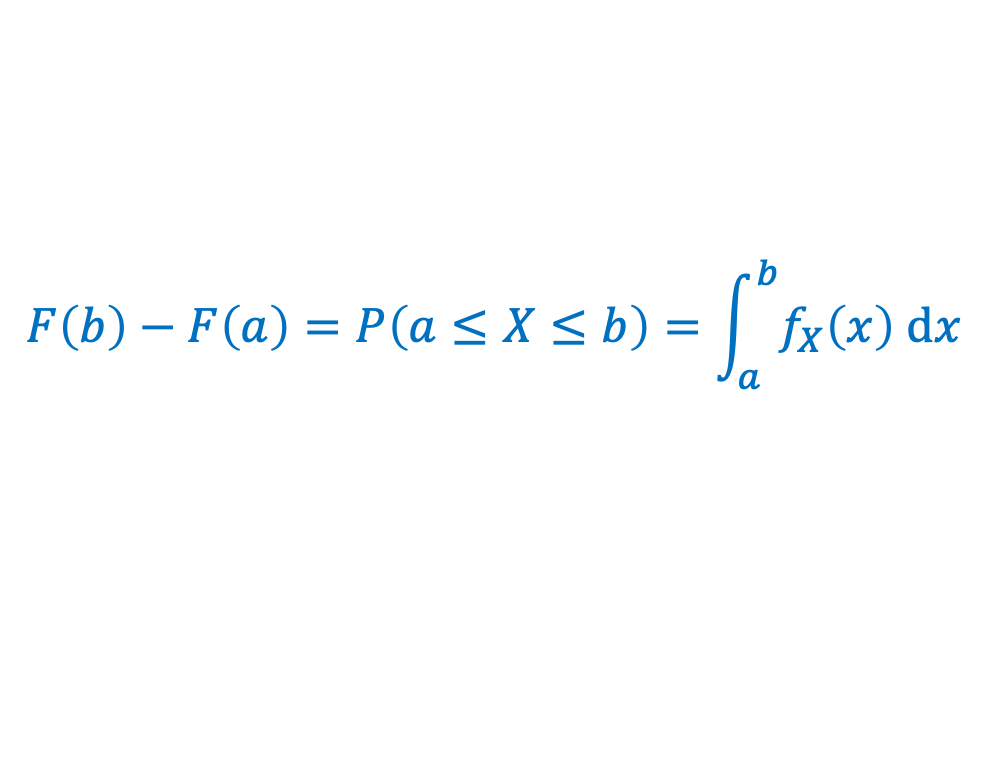 F(b) − F(a) = P(a ≤ X ≤ b) = ∫_a^b f_X(x) dx